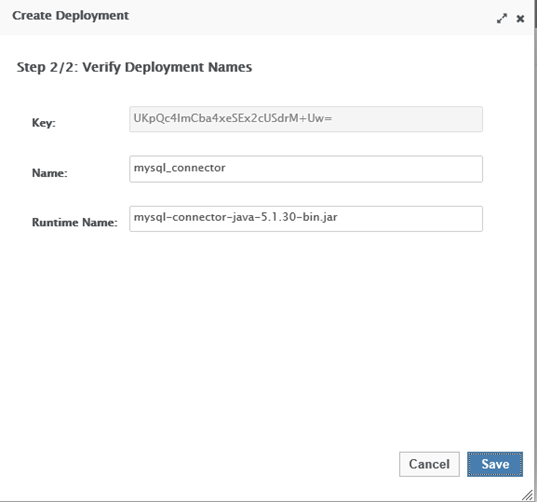 Create Deployment
Step 2/2: Verify Deployment Names
Key: UKpQc4ImCba4xeSEx2cUSdrM+Uw=
Name: mysql_connector
Runtime Name: mysql-connector-java-5.1.30-bin.jar
Cancel Save